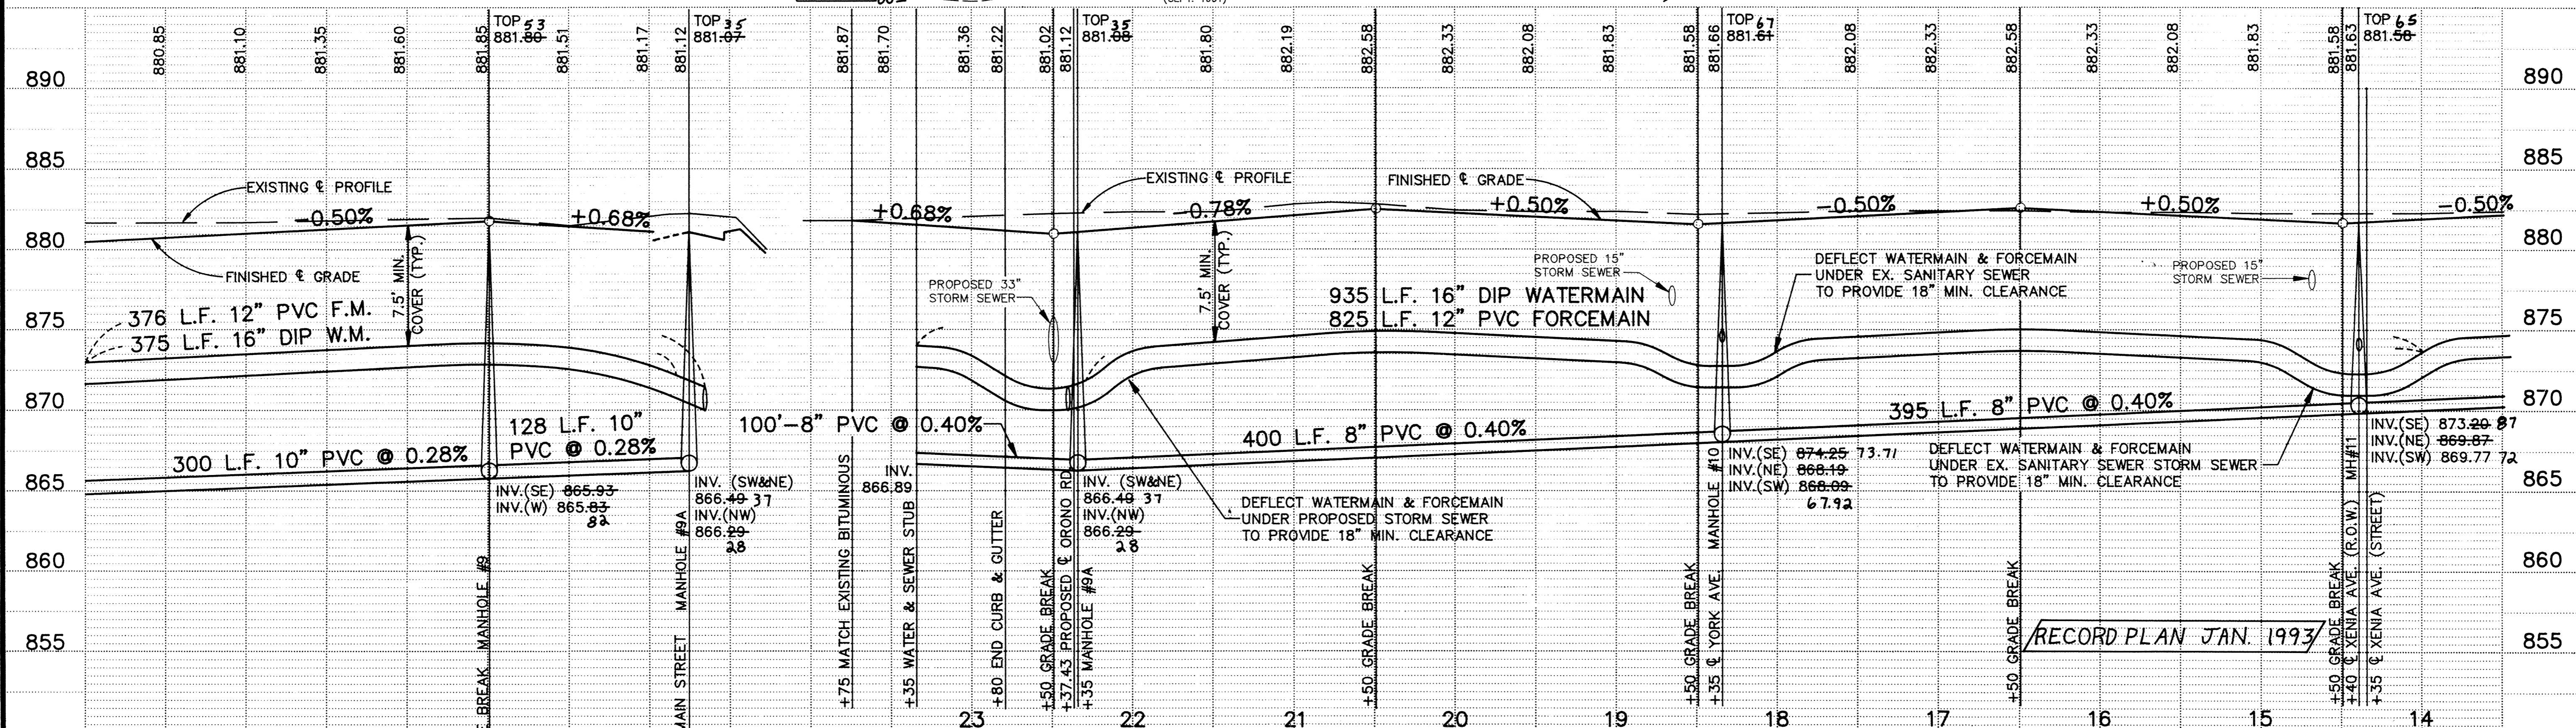 TOP 53
881.80
TOP 35
881.07
TOP 35
881.08
TOP 67
881.61
TOP 65
881.58
880.85
881.10
881.35
881.60
881.85
881.51
881.17
881.12
881.87
881.70
881.36
881.22
881.02
881.12
881.80
882.19
882.58
882.33
882.08
881.83
881.58
881.66
882.08
882.33
882.58
882.33
882.08
881.83
881.58
881.63
890
890
885
885
EXISTING ℄ PROFILE
-0.50%
+0.68%
+0.68%
EXISTING ℄ PROFILE
-0.78%
FINISHED ℄ GRADE
+0.50%
-0.50%
+0.50%
-0.50%
880
880
FINISHED ℄ GRADE
7.5' MIN.
COVER (TYP.)
376 L.F. 12" PVC F.M.
375 L.F. 16" DIP W.M.
PROPOSED 33"
STORM SEWER
7.5' MIN.
COVER (TYP.)
935 L.F. 16" DIP WATERMAIN
825 L.F. 12" PVC FORCEMAIN
PROPOSED 15"
STORM SEWER
DEFLECT WATERMAIN & FORCEMAIN
UNDER EX. SANITARY SEWER
TO PROVIDE 18" MIN. CLEARANCE
PROPOSED 15"
STORM SEWER
875
875
870
870
300 L.F. 10" PVC @ 0.28%
128 L.F. 10"
PVC @ 0.28%
100'-8" PVC @ 0.40%
400 L.F. 8" PVC @ 0.40%
395 L.F. 8" PVC @ 0.40%
865
865
INV.(SE) 865.93
INV.(W) 865.83
82
INV. (SW&NE)
866.49 37
INV.(NW)
866.29
28
INV.
866.89
INV. (SW&NE)
866.49 37
INV.(NW)
866.29
28
DEFLECT WATERMAIN & FORCEMAIN
UNDER PROPOSED STORM SEWER
TO PROVIDE 18" MIN. CLEARANCE
INV.(SE) 874.25 73.71
INV.(NE) 868.19
INV.(SW) 868.09
67.92
DEFLECT WATERMAIN & FORCEMAIN
UNDER EX. SANITARY SEWER STORM SEWER
TO PROVIDE 18" MIN. CLEARANCE
INV.(SE) 873.20 87
INV.(NE) 869.87
INV.(SW) 869.77 72
860
860
855
855
BREAK MANHOLE #9
MAIN STREET MANHOLE #9A
+75 MATCH EXISTING BITUMINOUS
+35 WATER & SEWER STUB
+80 END CURB & GUTTER
+50 GRADE BREAK
+37.43 PROPOSED ℄ ORONO RD
+35 MANHOLE #9A
+50 GRADE BREAK
+50 GRADE BREAK
+35 ℄ YORK AVE. MANHOLE #10
+50 GRADE BREAK
+50 GRADE BREAK
+40 ℄ XENIA AVE. (R.O.W.) MH#11
+35 ℄ XENIA AVE. (STREET)
RECORD PLAN JAN. 1993
23
22
21
20
19
18
17
16
15
14